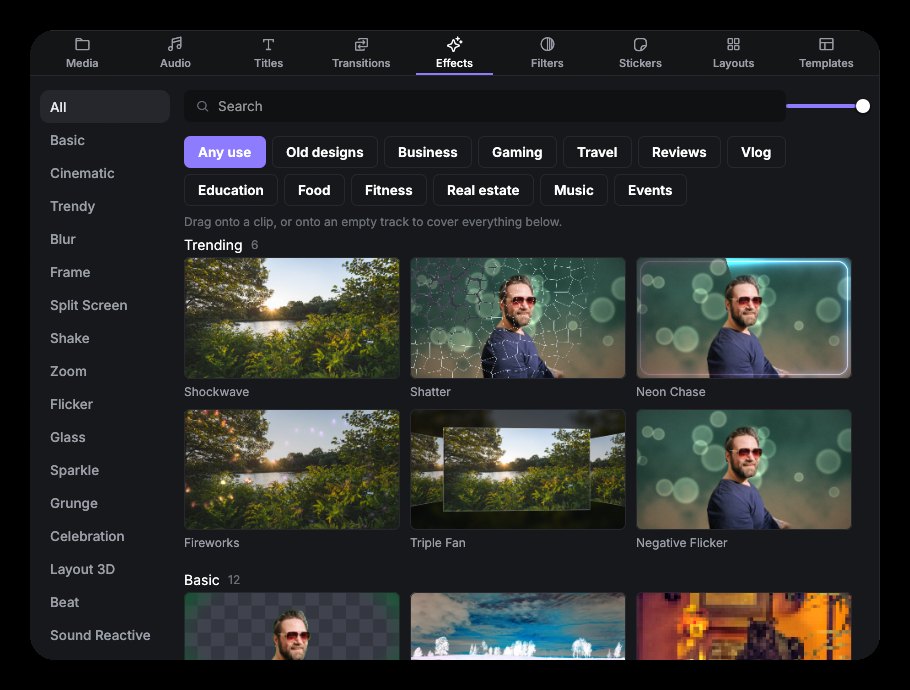 Media Audio Titles Transitions Effects Filters Stickers Layouts Templates
All
Basic
Cinematic
Trendy
Blur
Frame
Split Screen
Shake
Zoom
Flicker
Glass
Sparkle
Grunge
Celebration
Layout 3D
Beat
Sound Reactive
Search
Any use Old designs Business Gaming Travel Reviews Vlog
Education Food Fitness Real estate Music Events
Drag onto a clip, or onto an empty track to cover everything below.
Trending 6
Shockwave Shatter Neon Chase
Fireworks Triple Fan Negative Flicker
Basic 12